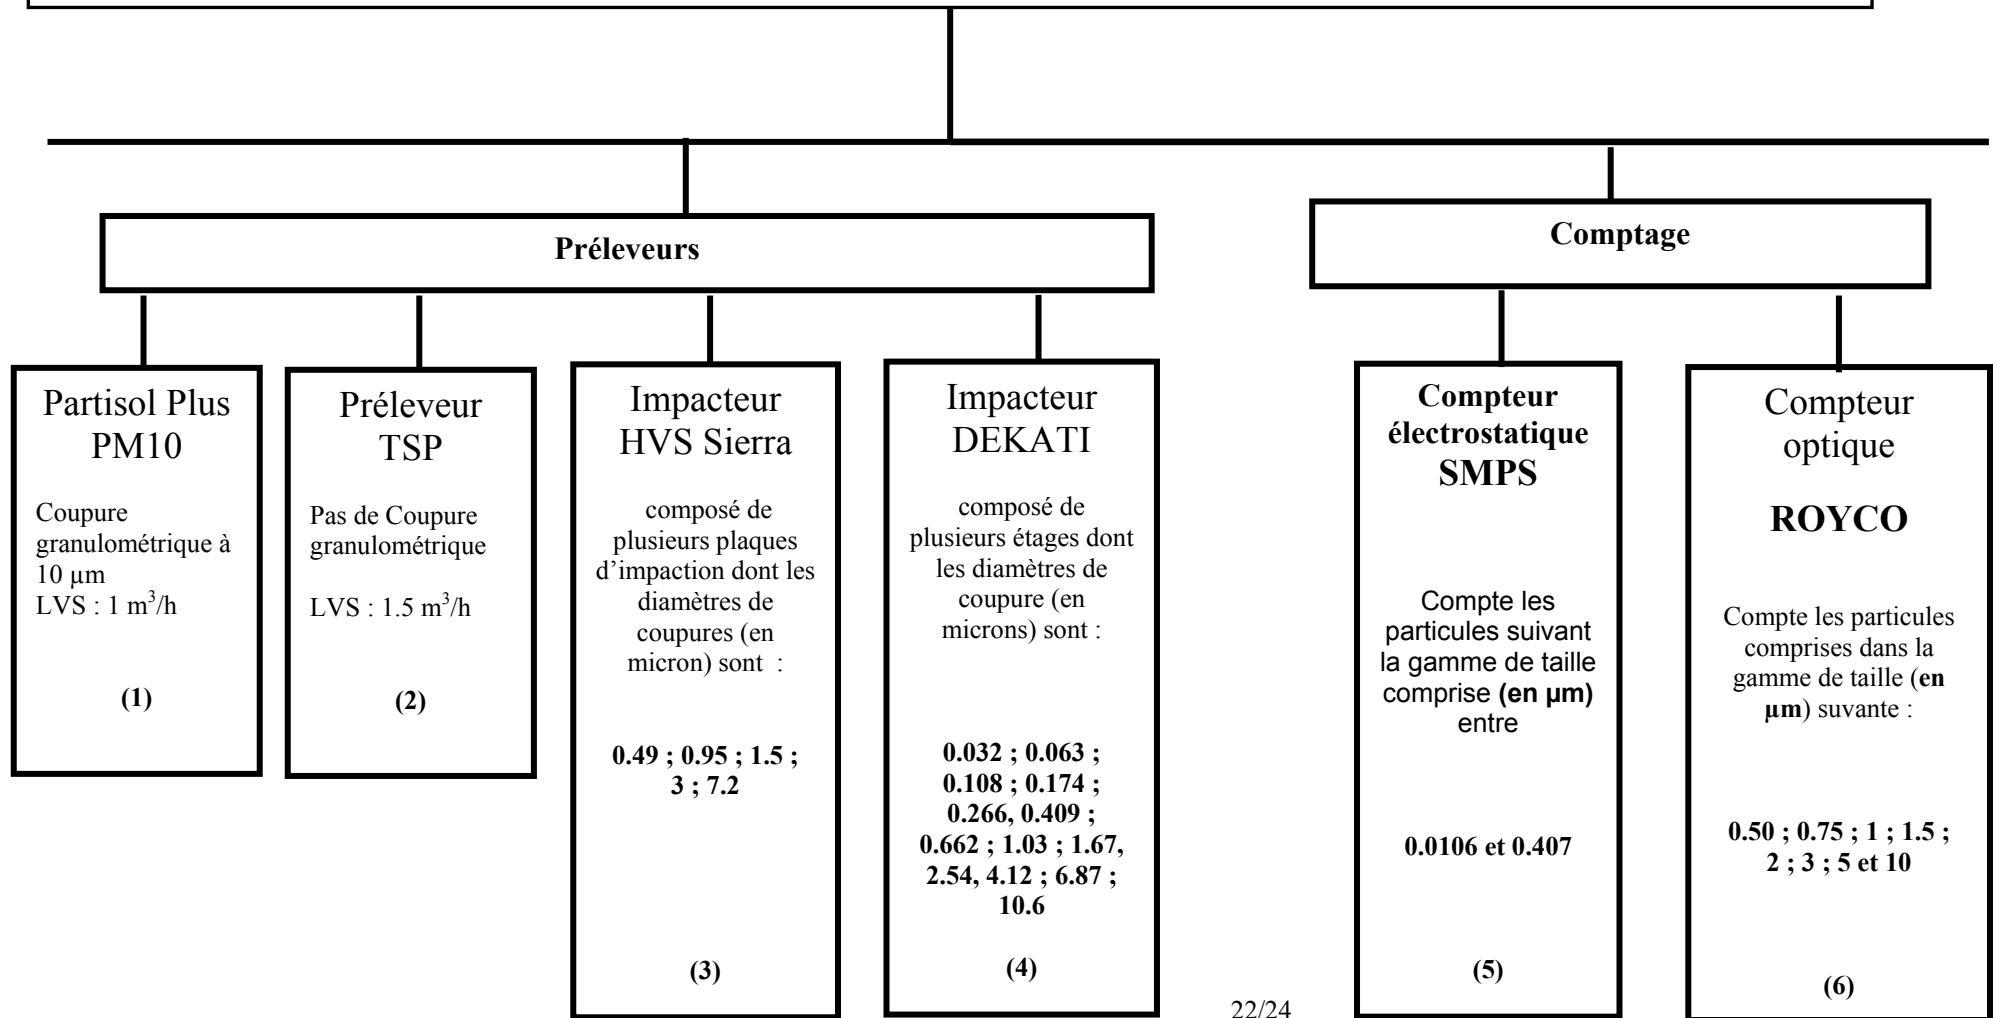 Préleveurs
Comptage
Partisol Plus
PM10
Coupure
granulométrique à
10 µm
LVS : 1 m³/h
(1)
Préleveur
TSP
Pas de Coupure
granulométrique
LVS : 1.5 m³/h
(2)
Impacteur
HVS Sierra
composé de
plusieurs plaques
d’impaction dont les
diamètres de
coupures (en
micron) sont :
0.49 ; 0.95 ; 1.5 ;
3 ; 7.2
(3)
Impacteur
DEKATI
composé de
plusieurs étages dont
les diamètres de
coupure (en
microns) sont :
0.032 ; 0.063 ;
0.108 ; 0.174 ;
0.266, 0.409 ;
0.662 ; 1.03 ; 1.67,
2.54, 4.12 ; 6.87 ;
10.6
(4)
Compteur
électrostatique
SMPS
Compte les
particules suivant
la gamme de taille
comprise (en µm)
entre
0.0106 et 0.407
(5)
Compteur
optique
ROYCO
Compte les particules
comprises dans la
gamme de taille (en
µm) suvante :
0.50 ; 0.75 ; 1 ; 1.5 ;
2 ; 3 ; 5 et 10
(6)
22/24